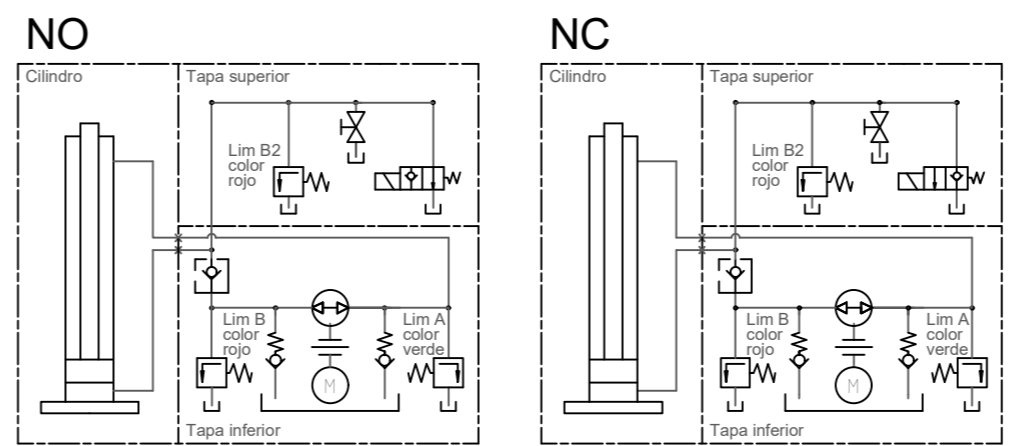 NO
Cilindro
Tapa superior
Lim B2
color
rojo
Lim B
color
rojo
Lim A
color
verde
M
Tapa inferior
NC
Cilindro
Tapa superior
Lim B2
color
rojo
Lim B
color
rojo
Lim A
color
verde
M
Tapa inferior